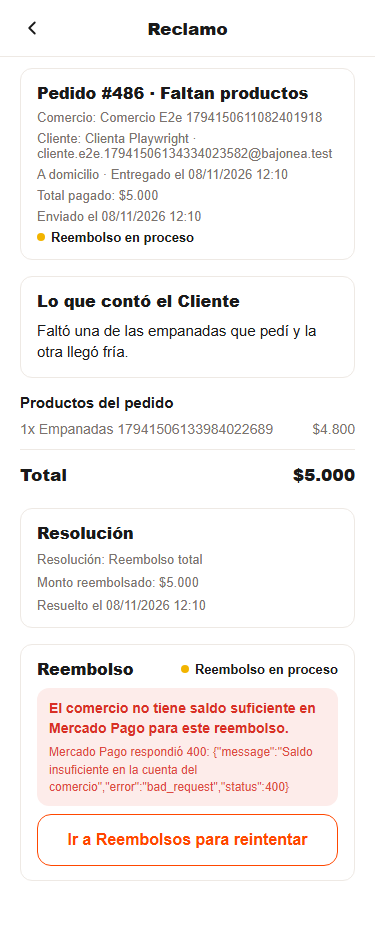 Reclamo
Pedido #486 · Faltan productos
Comercio: Comercio E2e 1794150611082401918
Cliente: Clienta Playwright ·
cliente.e2e.17941506134334023582@bajonea.test
A domicilio · Entregado el 08/11/2026 12:10
Total pagado: $5.000
Enviado el 08/11/2026 12:10
Reembolso en proceso
Lo que contó el Cliente
Faltó una de las empanadas que pedí y la
otra llegó fría.
Productos del pedido
1x Empanadas 17941506133984022689 $4.800
Total $5.000
Resolución
Resolución: Reembolso total
Monto reembolsado: $5.000
Resuelto el 08/11/2026 12:10
Reembolso Reembolso en proceso
El comercio no tiene saldo suficiente en
Mercado Pago para este reembolso.
Mercado Pago respondió 400: {"message":"Saldo
insuficiente en la cuenta del
comercio","error":"bad_request","status":400}
Ir a Reembolsos para reintentar